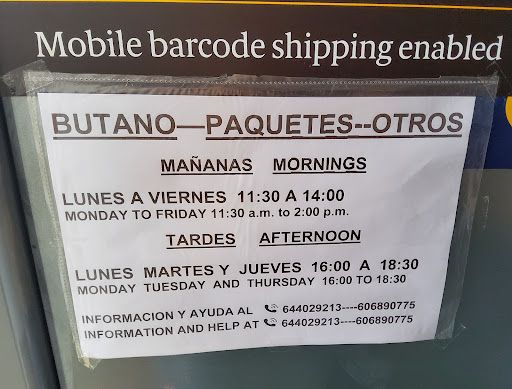 Mobile barcode shipping enabled
BUTANO—PAQUETES--OTROS
MAÑANAS MORNINGS
LUNES A VIERNES 11:30 A 14:00
MONDAY TO FRIDAY 11:30 a.m. to 2:00 p.m.
TARDES AFTERNOON
LUNES MARTES Y JUEVES 16:00 A 18:30
MONDAY TUESDAY AND THURSDAY 16:00 TO 18:30
INFORMACION Y AYUDA AL 644029213----606890775
INFORMATION AND HELP AT 644029213----606890775